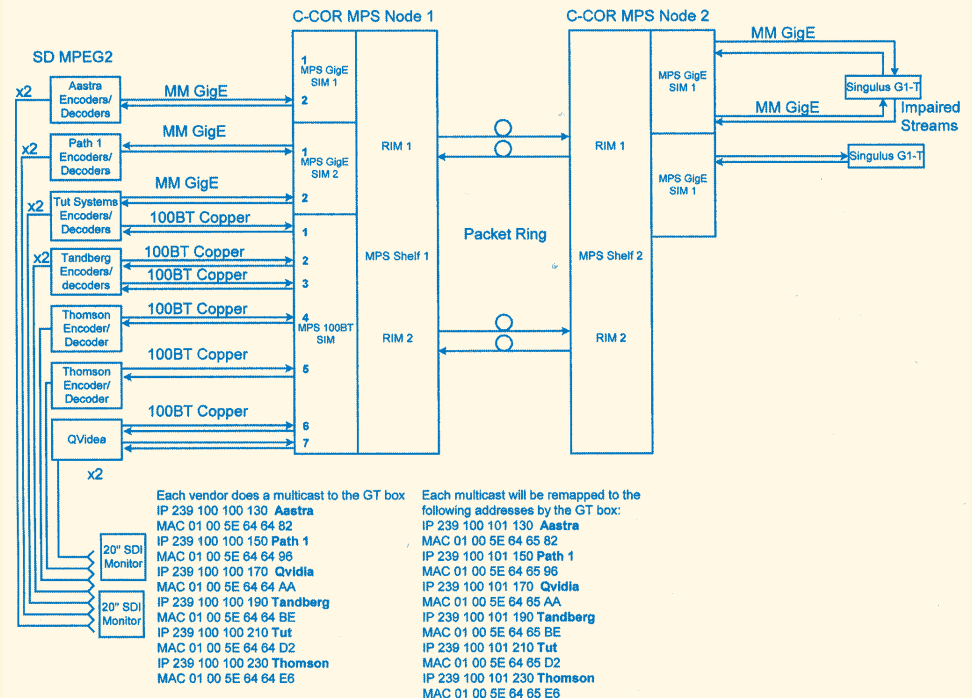 C-COR MPS Node 1
C-COR MPS Node 2
SD MPEG2
x2
Aastra
Encoders/
Decoders
MM GigE
1
MPS GigE
SIM 1
2
x2
Path 1
Encoders/
Decoders
MM GigE
1
MPS GigE
SIM 2
2
x2
Tut Systems
Encoders/
Decoders
MM GigE
100BT Copper
1
x2
Tandberg
Encoders/
decoders
100BT Copper
2
100BT Copper
3
Thomson
Encoder/
Decoder
100BT Copper
4
MPS 100BT
SIM
Thomson
Encoder/
Decoder
100BT Copper
5
QVidea
100BT Copper
6
7
x2
RIM 1
MPS Shelf 1
RIM 2
Packet Ring
RIM 1
MPS Shelf 2
RIM 2
MPS GigE
SIM 1
MPS GigE
SIM 1
MM GigE
Singulus G1-T
MM GigE
Impaired
Streams
Singulus G1-T
20" SDI
Monitor
20" SDI
Monitor
Each vendor does a multicast to the GT box
IP 239 100 100 130 Aastra
MAC 01 00 5E 64 64 82
IP 239 100 100 150 Path 1
MAC 01 00 5E 64 64 96
IP 239 100 100 170 Qvidia
MAC 01 00 5E 64 64 AA
IP 239 100 100 190 Tandberg
MAC 01 00 5E 64 64 BE
IP 239 100 100 210 Tut
MAC 01 00 5E 64 64 D2
IP 239 100 100 230 Thomson
MAC 01 00 5E 64 64 E6
Each multicast will be remapped to the
following addresses by the GT box:
IP 239 100 101 130 Aastra
MAC 01 00 5E 64 65 82
IP 239 100 101 150 Path 1
MAC 01 00 5E 64 65 96
IP 239 100 101 170 Qvidia
MAC 01 00 5E 64 65 AA
IP 239 100 101 190 Tandberg
MAC 01 00 5E 64 65 BE
IP 239 100 101 210 Tut
MAC 01 00 5E 64 65 D2
IP 239 100 101 230 Thomson
MAC 01 00 5E 64 65 E6